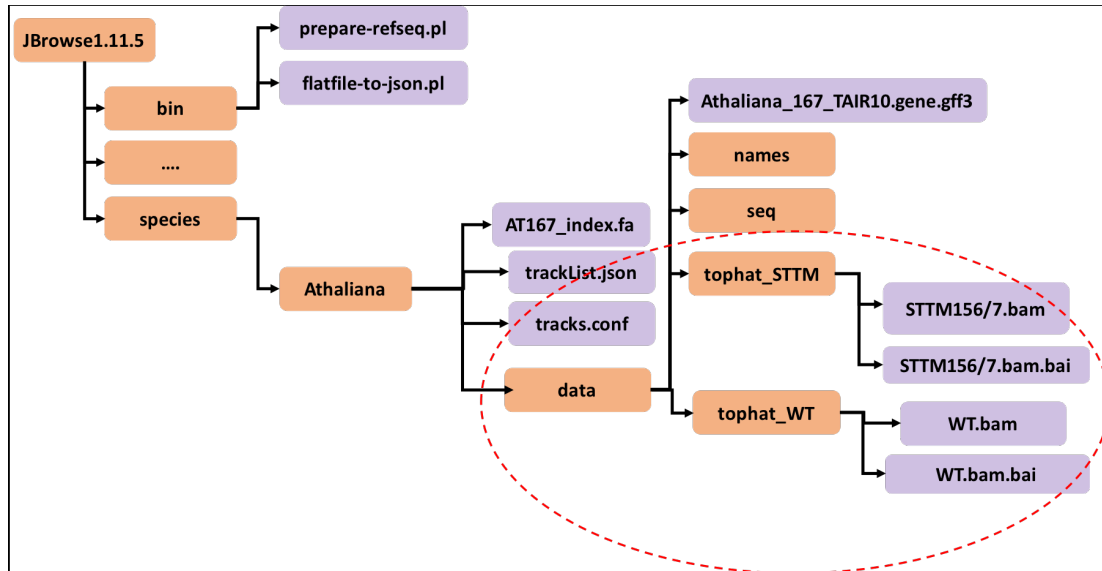 JBrowse1.11.5
prepare-refseq.pl
flatfile-to-json.pl
bin
....
species
Athaliana
AT167_index.fa
trackList.json
tracks.conf
data
Athaliana_167_TAIR10.gene.gff3
names
seq
tophat_STTM
STTM156/7.bam
STTM156/7.bam.bai
tophat_WT
WT.bam
WT.bam.bai